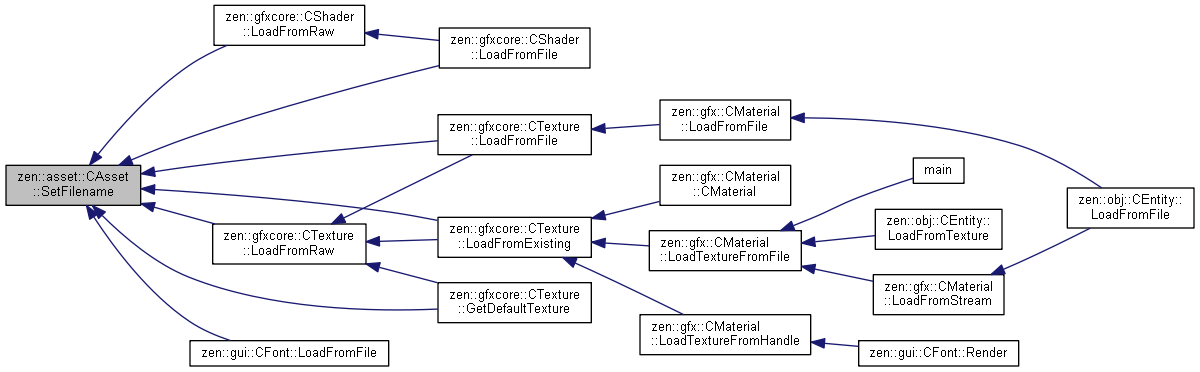 zen::asset::CAsset
::SetFilename
zen::gfxcore::CShader
::LoadFromRaw
zen::gfxcore::CShader
::LoadFromFile
zen::gfxcore::CTexture
::LoadFromFile
zen::gfx::CMaterial
::LoadFromFile
zen::gfx::CMaterial
::CMaterial
main
zen::obj::CEntity::
LoadFromFile
zen::gfxcore::CTexture
::LoadFromRaw
zen::gfxcore::CTexture
::LoadFromExisting
zen::gfx::CMaterial
::LoadTextureFromFile
zen::obj::CEntity::
LoadFromTexture
zen::gfx::CMaterial
::LoadFromStream
zen::gfxcore::CTexture
::GetDefaultTexture
zen::gfx::CMaterial
::LoadTextureFromHandle
zen::gui::CFont::LoadFromFile
zen::gui::CFont::Render